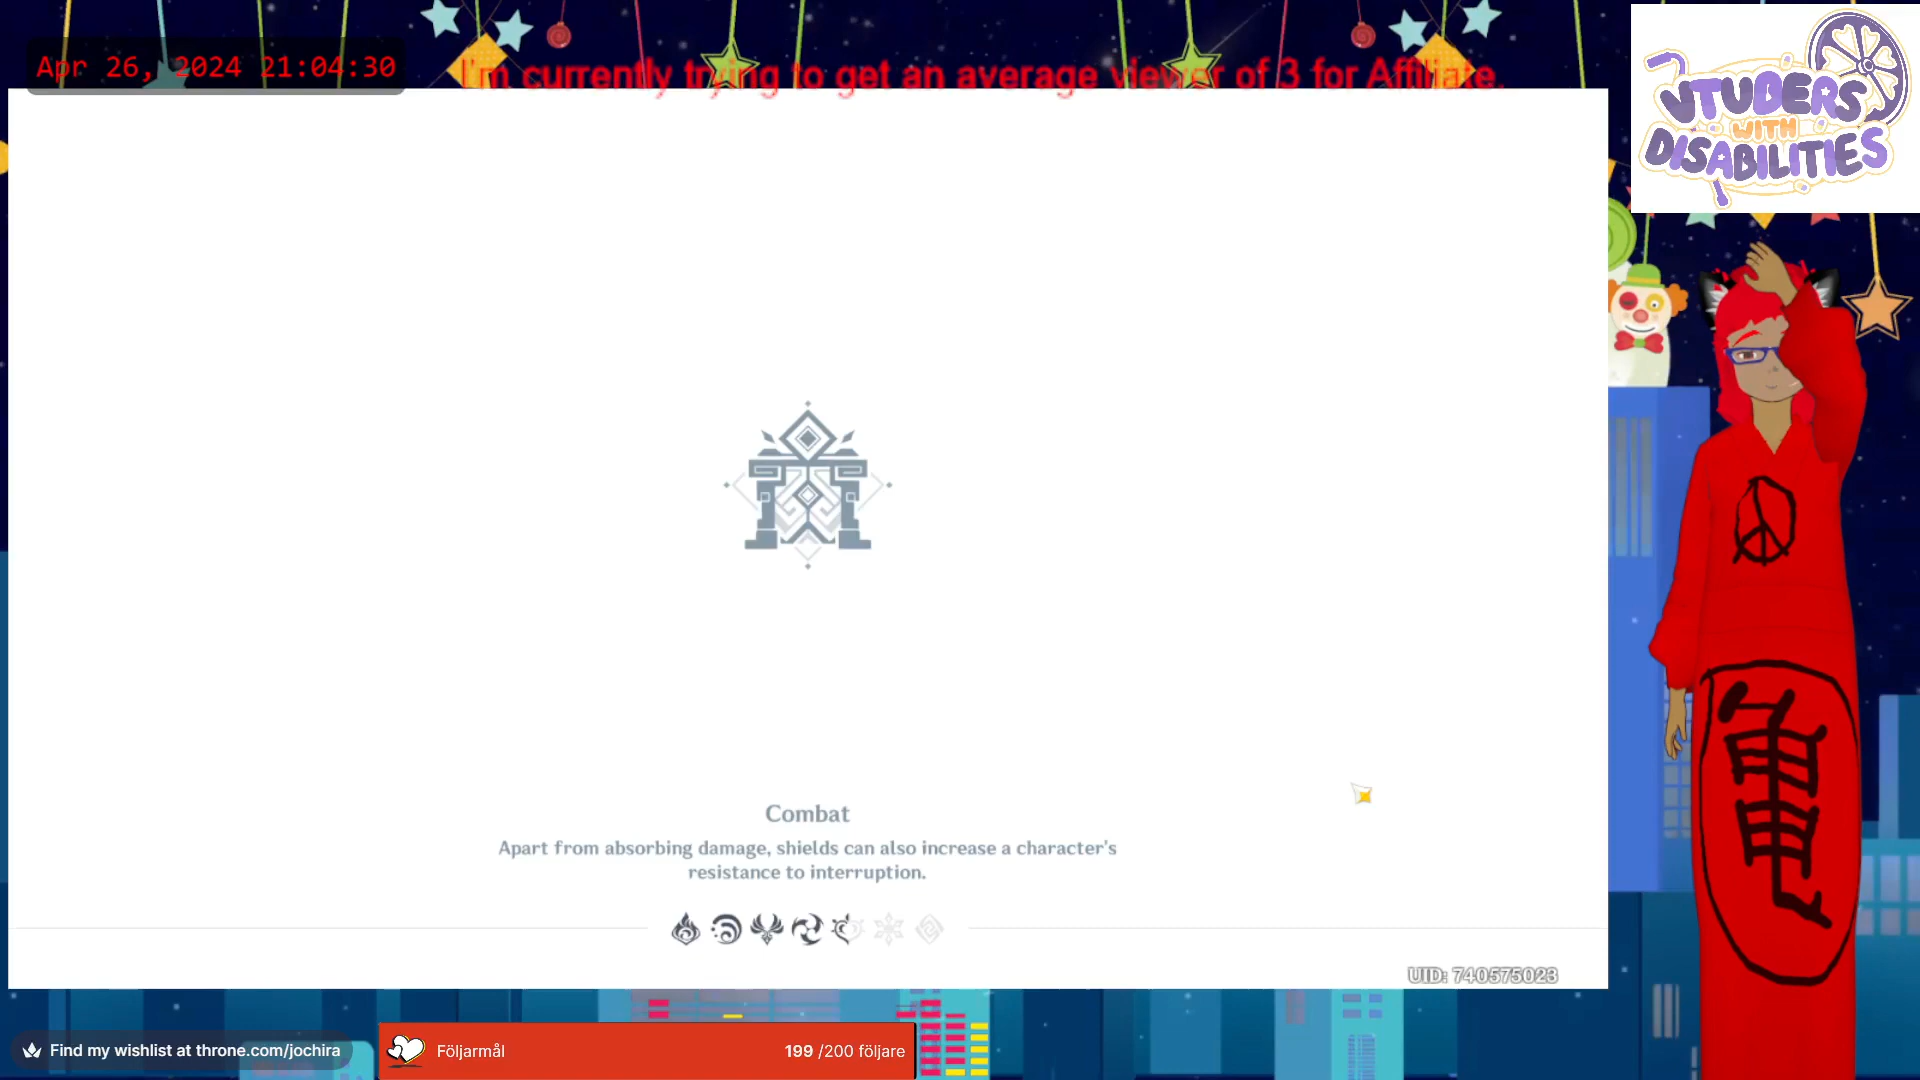 Apr 26, 2024 21:04:30
I'm currently trying to get an average viewer of 3 for Affiliate.
VTUBERS
WITH
DISABILITIES
亀
Combat
Apart from absorbing damage, shields can also increase a character's
resistance to interruption.
UID: 740575023
Find my wishlist at throne.com/jochira
Följarmål
199 /200 följare